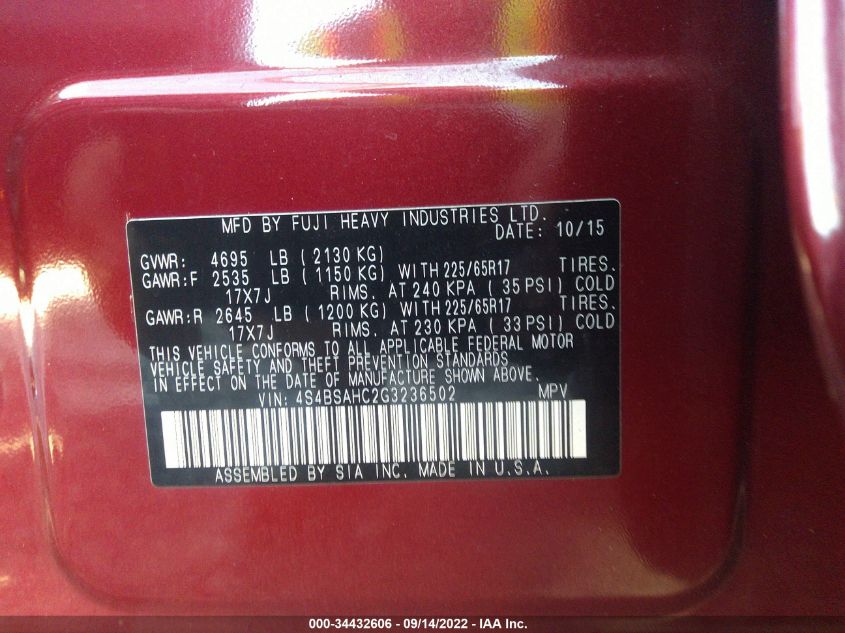 MFD BY FUJI HEAVY INDUSTRIES LTD.
DATE: 10/15
GVWR: 4695 LB (2130 KG)
GAWR:F 2535 LB (1150 KG) WITH 225/65R17 TIRES.
17X7J RIMS. AT 240 KPA (35 PSI) COLD
GAWR:R 2645 LB (1200 KG) WITH 225/65R17 TIRES.
17X7J RIMS. AT 230 KPA (33 PSI) COLD
THIS VEHICLE CONFORMS TO ALL APPLICABLE FEDERAL MOTOR
VEHICLE SAFETY AND THEFT PREVENTION STANDARDS
IN EFFECT ON THE DATE OF MANUFACTURE SHOWN ABOVE.
VIN: 4S4BSAHC2G3236502 MPV
ASSEMBLED BY SIA INC. MADE IN U.S.A.
000-34432606 - 09/14/2022 - IAA Inc.